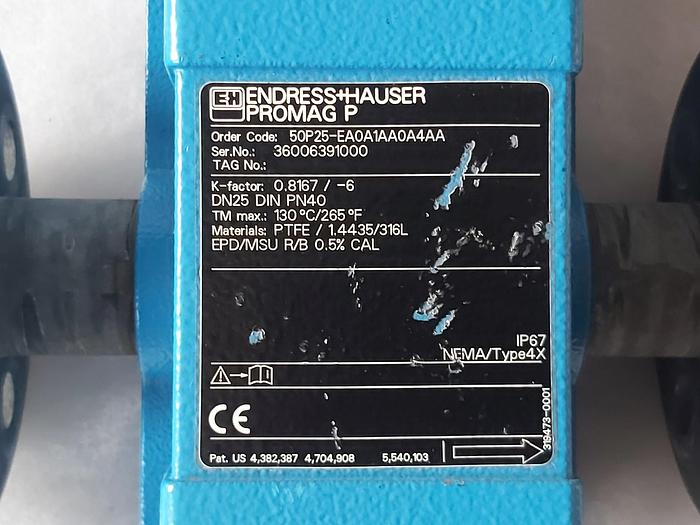 E+H ENDRESS+HAUSER
PROMAG P
Order Code: 50P25-EA0A1AA0A4AA
Ser.No.: 36006391000
TAG No.:
K-factor: 0.8167 / -6
DN25 DIN PN40
TM max.: 130°C/265°F
Materials: PTFE / 1.4435/316L
EPD/MSU R/B 0.5% CAL
IP67
NEMA/Type4X
CE
Pat. US 4,382,387 4,704,908 5,540,103
319473-0001